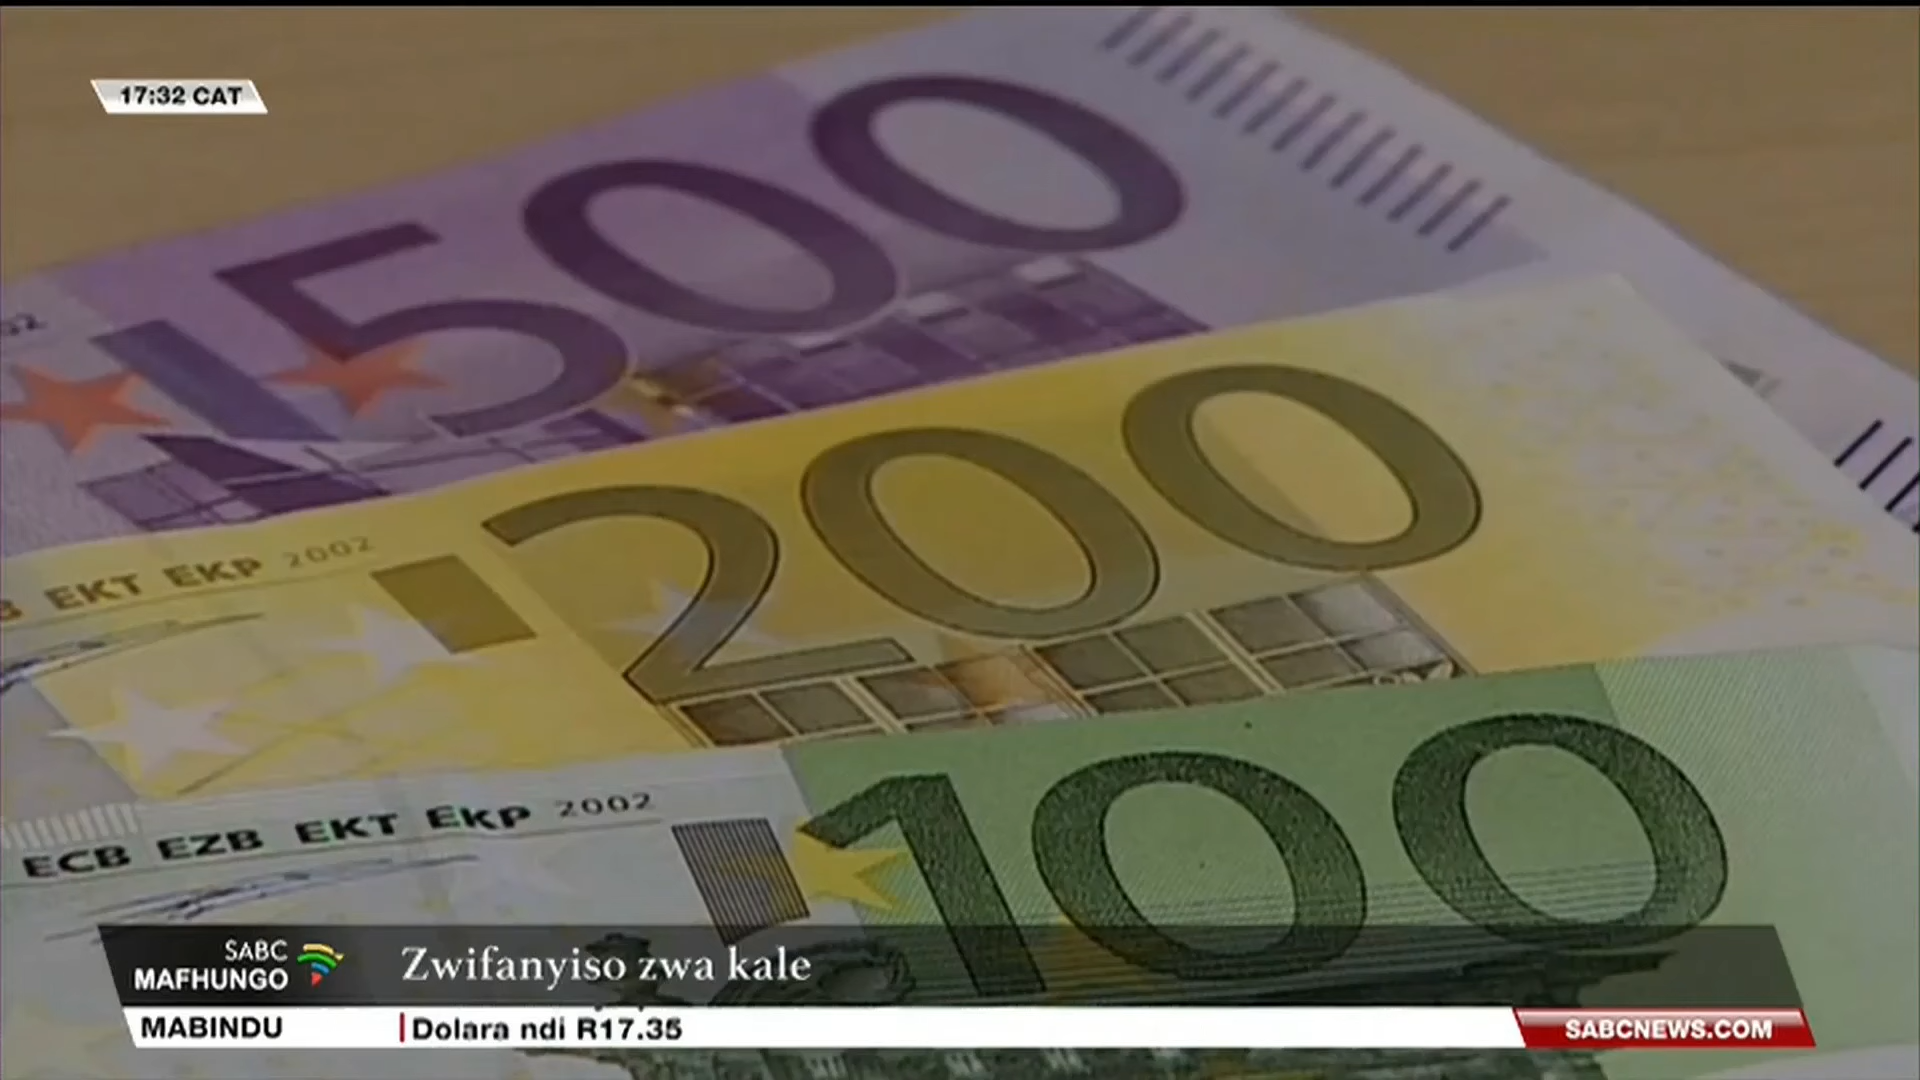 17:32 CAT
500
200
EKT EKP 2002
100
ECB EZB EKT EKP 2002
SABC
MAFHUNGO
Zwifanyiso zwa kale
MABINDU
Dolara ndi R17.35
SABCNEWS.COM